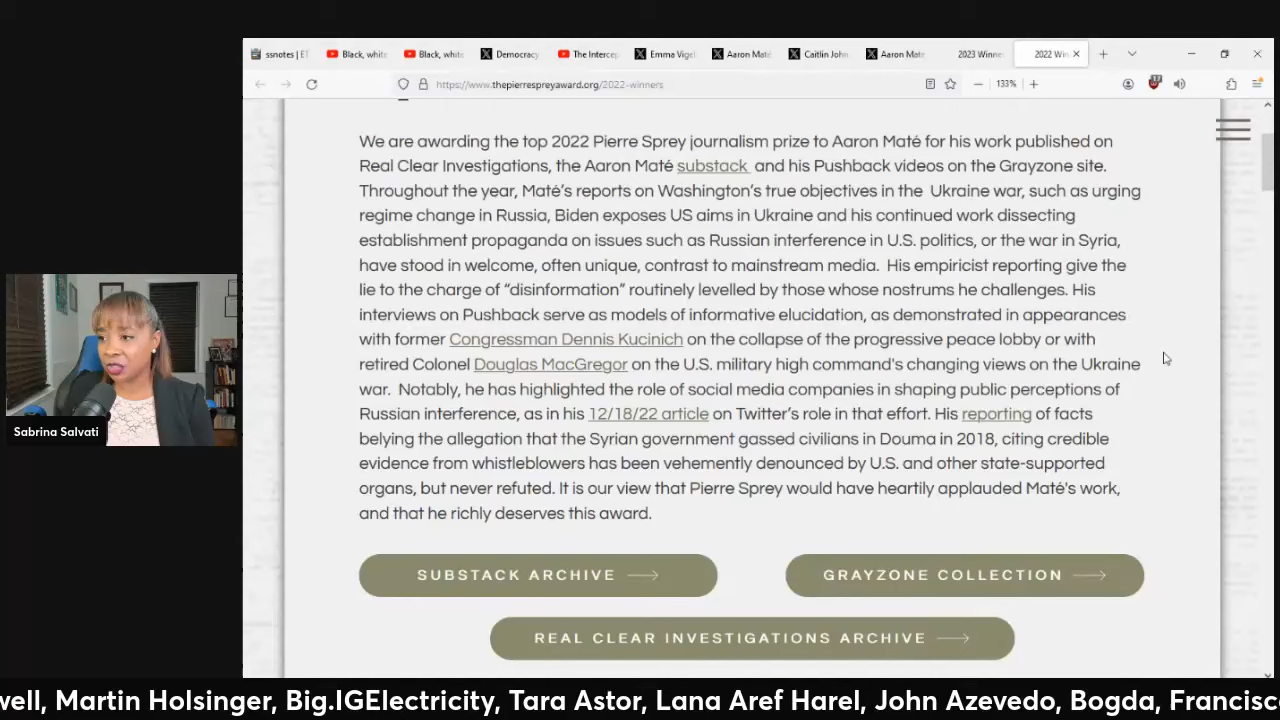 ssnotes | ET
Black, white
Black, white
Democracy
The Intercep
Emma Vigel
Aaron Maté
Caitlin John
Aaron Maté
2023 Winne
2022 Win
https://www.thepierrespreyaward.org/2022-winners
133%
We are awarding the top 2022 Pierre Sprey journalism prize to Aaron Maté for his work published on
Real Clear Investigations, the Aaron Maté substack and his Pushback videos on the Grayzone site.
Throughout the year, Maté's reports on Washington's true objectives in the Ukraine war, such as urging
regime change in Russia, Biden exposes US aims in Ukraine and his continued work dissecting
establishment propaganda on issues such as Russian interference in U.S. politics, or the war in Syria,
have stood in welcome, often unique, contrast to mainstream media. His empiricist reporting give the
lie to the charge of "disinformation" routinely levelled by those whose nostrums he challenges. His
interviews on Pushback serve as models of informative elucidation, as demonstrated in appearances
with former Congressman Dennis Kucinich on the collapse of the progressive peace lobby or with
retired Colonel Douglas MacGregor on the U.S. military high command's changing views on the Ukraine
war. Notably, he has highlighted the role of social media companies in shaping public perceptions of
Russian interference, as in his 12/18/22 article on Twitter's role in that effort. His reporting of facts
belying the allegation that the Syrian government gassed civilians in Douma in 2018, citing credible
evidence from whistleblowers has been vehemently denounced by U.S. and other state-supported
organs, but never refuted. It is our view that Pierre Sprey would have heartily applauded Maté's work,
and that he richly deserves this award.
SUBSTACK ARCHIVE
GRAYZONE COLLECTION
REAL CLEAR INVESTIGATIONS ARCHIVE
Sabrina Salvati
well, Martin Holsinger, Big.IGElectricity, Tara Astor, Lana Aref Harel, John Azevedo, Bogda, Francisc